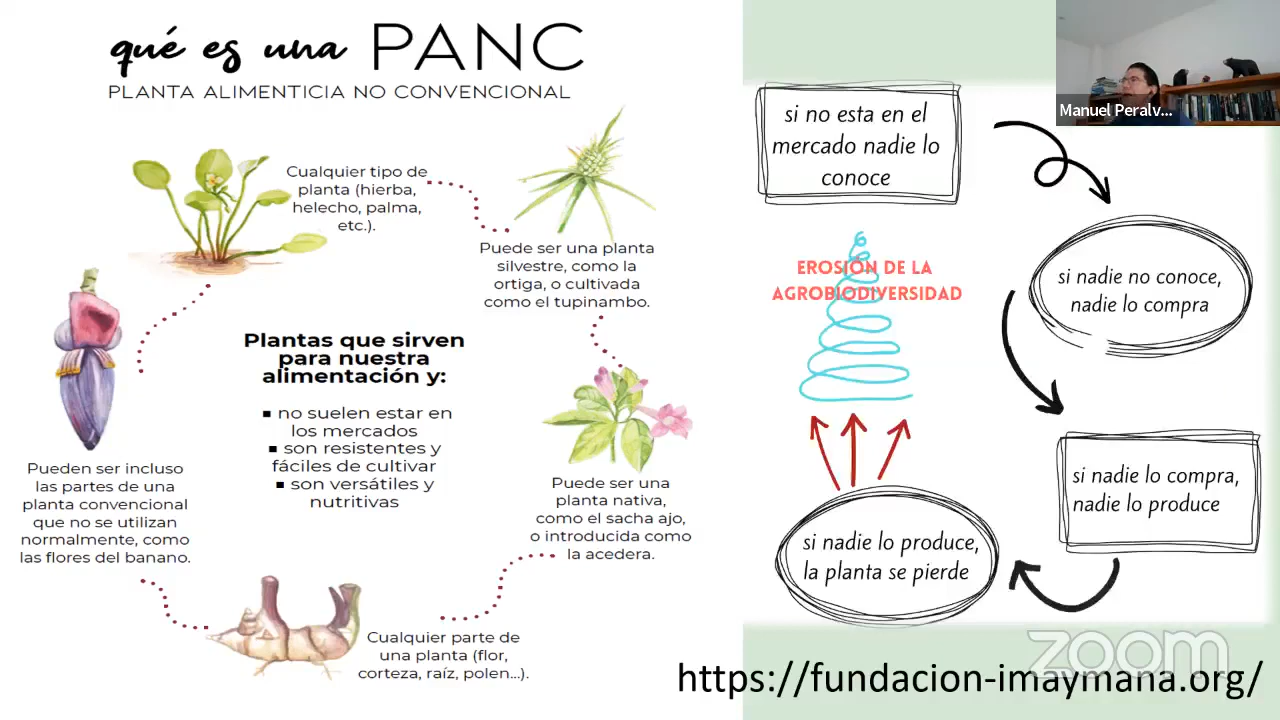 qué es una PANC
PLANTA ALIMENTICIA NO CONVENCIONAL
Cualquier tipo de
planta (hierba,
helecho, palma,
etc.).
Puede ser una planta
silvestre, como la
ortiga, o cultivada
como el tupinambo.
Plantas que sirven
para nuestra
alimentación y:
▪ no suelen estar en
los mercados
▪ son resistentes y
fáciles de cultivar
▪ son versátiles y
nutritivas
Puede ser una
planta nativa,
como el sacha ajo,
o introducida como
la acedera.
Pueden ser incluso
las partes de una
planta convencional
que no se utilizan
normalmente, como
las flores del banano.
Cualquier parte de
una planta (flor,
corteza, raíz, polen...).
si no esta en el
mercado nadie lo
conoce
si nadie no conoce,
nadie lo compra
EROSIÓN DE LA
AGROBIODIVERSIDAD
si nadie lo compra,
nadie lo produce
si nadie lo produce,
la planta se pierde
Manuel Peralv...
zoom
https://fundacion-imaymana.org/